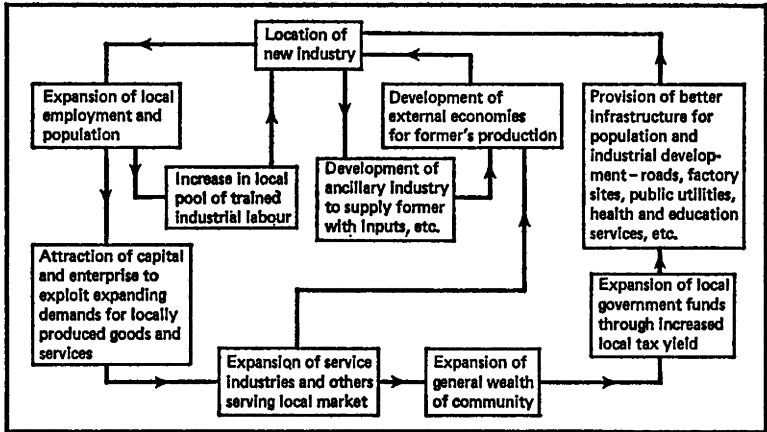 Location of
new industry
Expansion of local
employment and
population
Development of
external economies
for former's production
Provision of better
infrastructure for
population and
industrial develop-
ment – roads, factory
sites, public utilities,
health and education
services, etc.
Increase in local
pool of trained
industrial labour
Development of
ancillary industry
to supply former
with inputs, etc.
Attraction of capital
and enterprise to
exploit expanding
demands for locally
produced goods and
services
Expansion of local
government funds
through increased
local tax yield
Expansion of service
industries and others
serving local market
Expansion of
general wealth
of community